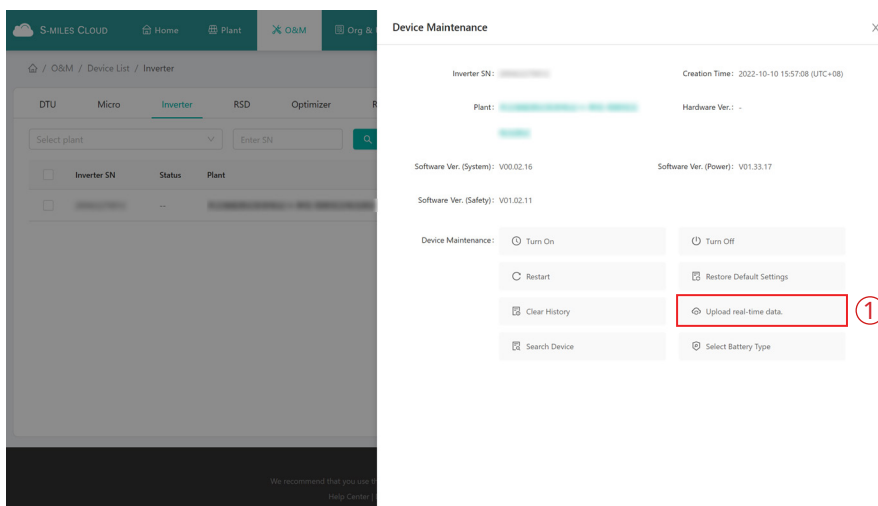 S-MILES CLOUD
Home
Plant
O&M
Org &
/ O&M / Device List / Inverter
DTU
Micro
Inverter
RSD
Optimizer
Select plant
Enter SN
Inverter SN
Status
Plant
--
We recommend that you use
Help Center |
Device Maintenance
Inverter SN:
Creation Time: 2022-10-10 15:57:08 (UTC+08)
Plant:
Hardware Ver.: -
Software Ver. (System): V00.02.16
Software Ver. (Power): V01.33.17
Software Ver. (Safety): V01.02.11
Device Maintenance:
Turn On
Turn Off
Restart
Restore Default Settings
Clear History
Upload real-time data.
1
Search Device
Select Battery Type